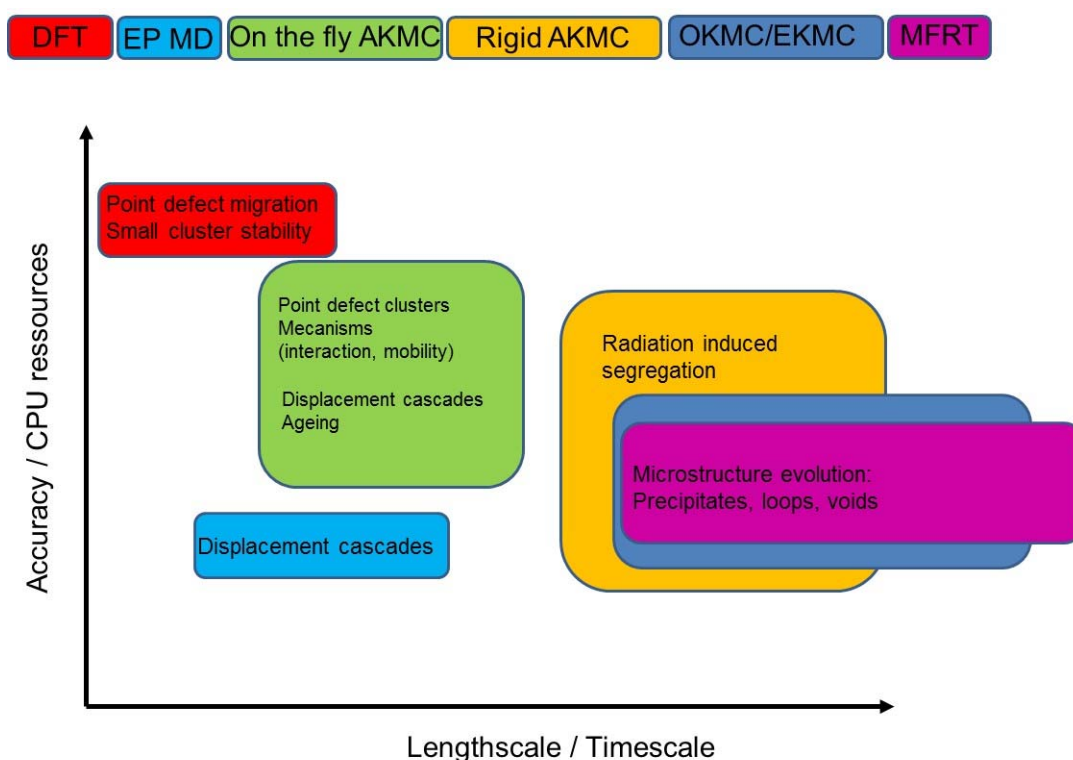 DFT EP MD On the fly AKMC Rigid AKMC OKMC/EKMC MFRT
Accuracy / CPU ressources
Point defect migration
Small cluster stability
Point defect clusters
Mecanisms
(interaction, mobility)
Displacement cascades
Ageing
Displacement cascades
Radiation induced
segregation
Microstructure evolution:
Precipitates, loops, voids
Lengthscale / Timescale